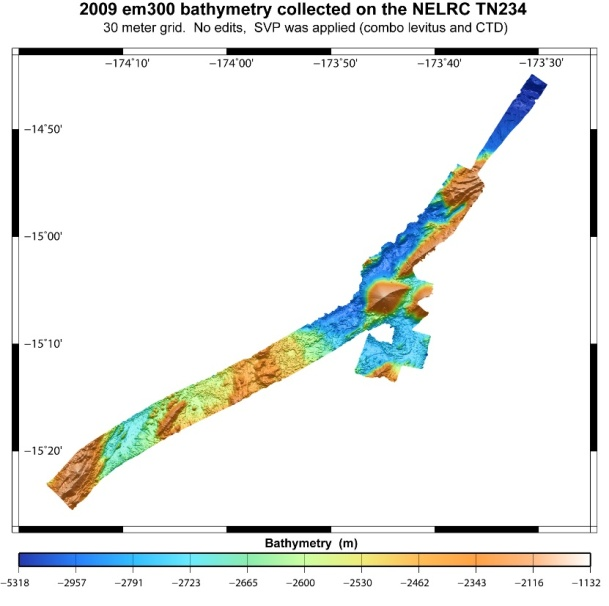 2009 em300 bathymetry collected on the NELRC TN234
30 meter grid. No edits, SVP was applied (combo levitus and CTD)
−174˚10' −174˚00' −173˚50' −173˚40' −173˚30'
−14˚50'
−15˚00'
−15˚10'
−15˚20'
Bathymetry (m)
−5318 −2957 −2791 −2723 −2665 −2600 −2530 −2462 −2343 −2116 −1132